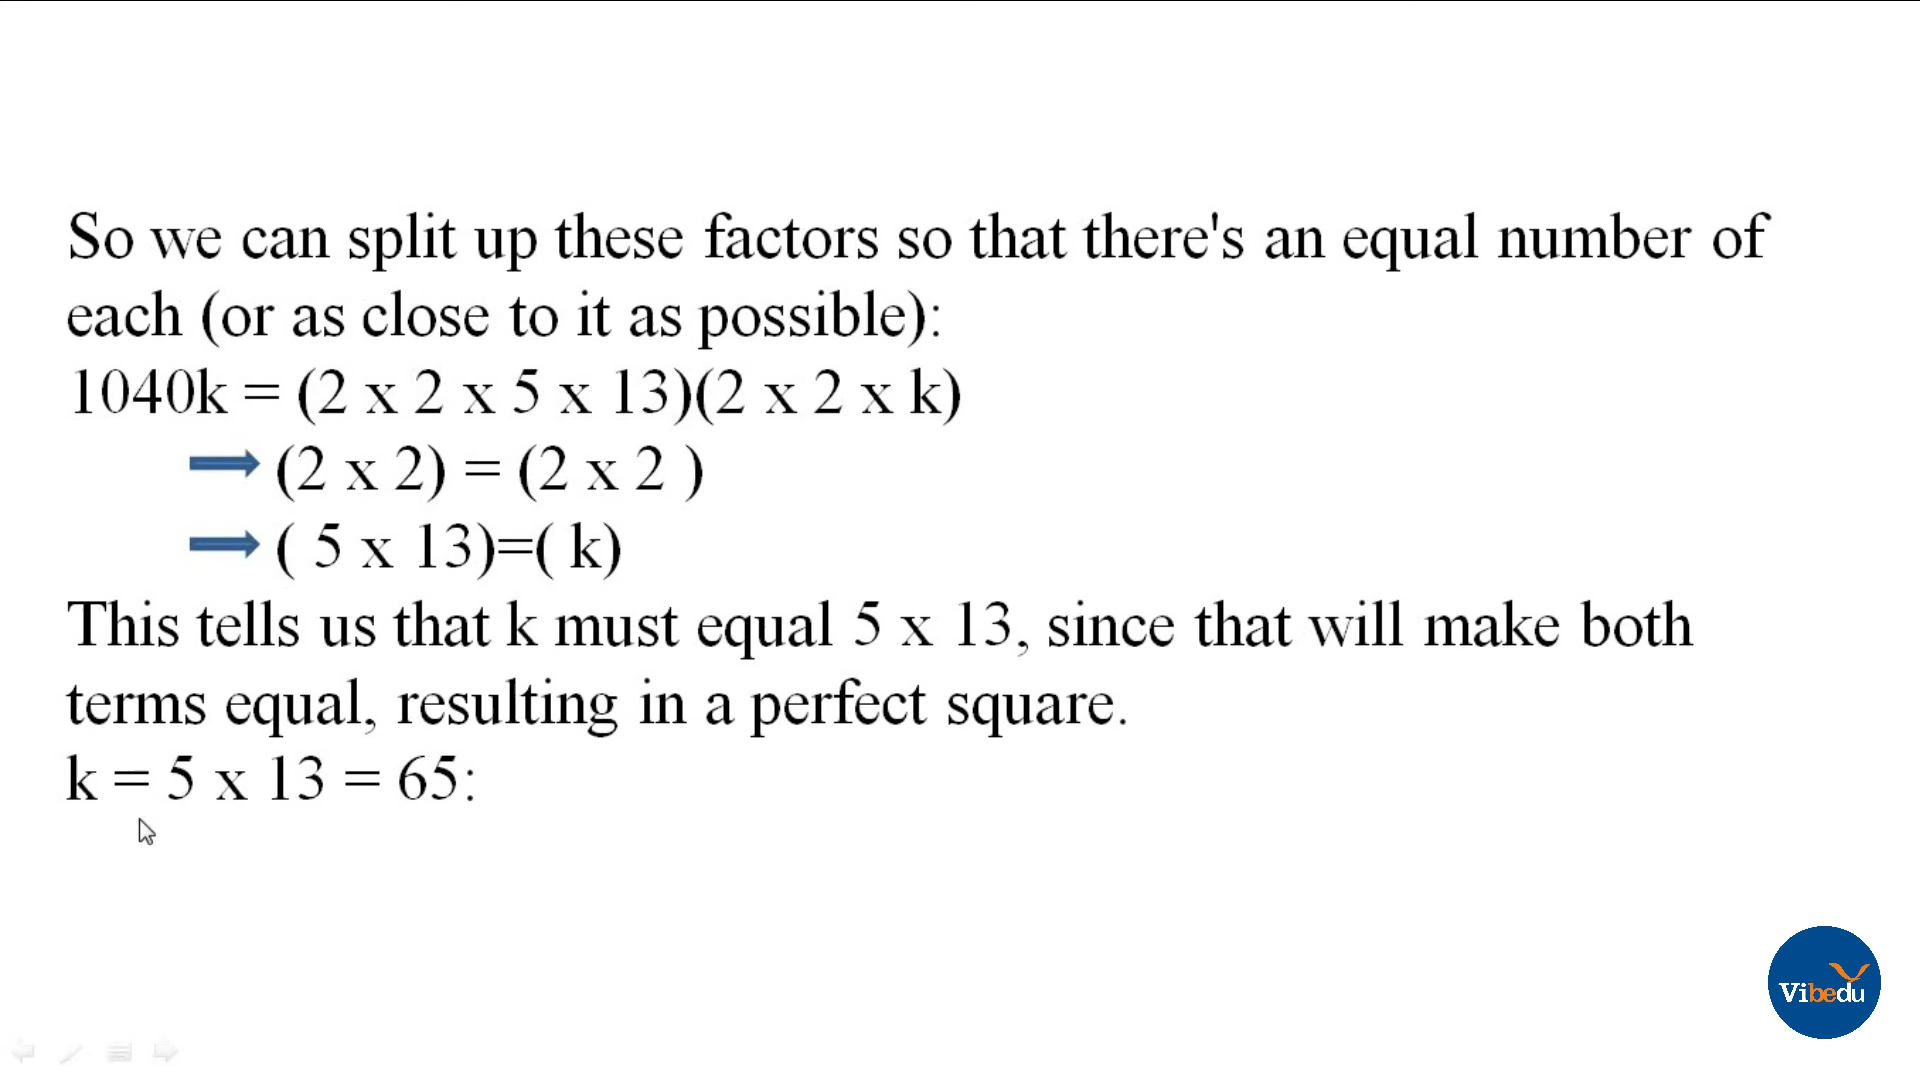 So we can split up these factors so that there's an equal number of
each (or as close to it as possible):
1040k = (2 x 2 x 5 x 13)(2 x 2 x k)
(2 x 2) = (2 x 2 )
( 5 x 13)=( k)
This tells us that k must equal 5 x 13, since that will make both
terms equal, resulting in a perfect square.
k = 5 x 13 = 65:
Vibedu